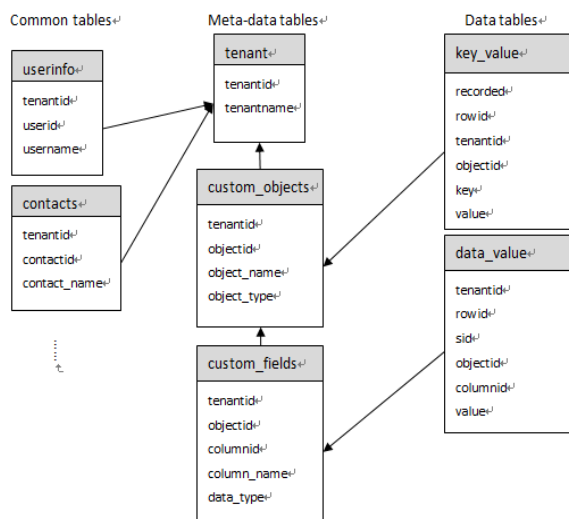 Common tables
Meta-data tables
Data tables
userinfo
tenantid
userid
username
contacts
tenantid
contactid
contact_name
tenant
tenantid
tenantname
custom_objects
tenantid
objectid
object_name
object_type
custom_fields
tenantid
objectid
columnid
column_name
data_type
key_value
recorded
rowid
tenantid
objectid
key
value
data_value
tenantid
rowid
sid
objectid
columnid
value